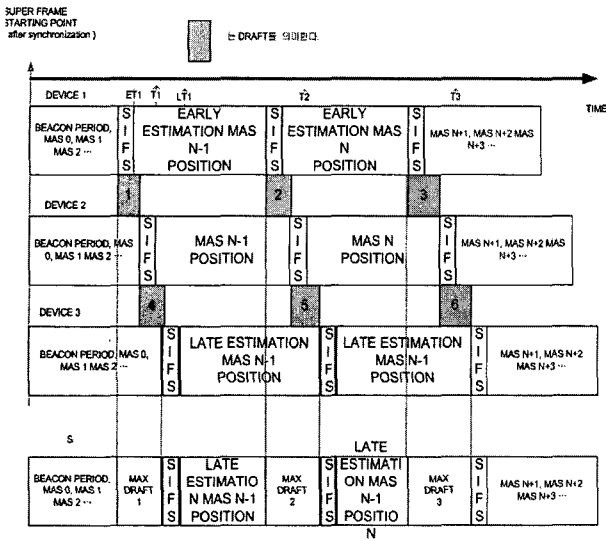 SUPER FRAME
STARTING POINT
after synchronization )
는 DRAFT를 의미한다.
DEVICE 1
ET1
T1
LT1
T2
T3
TIME
BEACON PERIOD,
MAS 0, MAS 1
MAS 2 ···
S
I
F
S
EARLY
ESTIMATION MAS
N-1
POSITION
S
I
F
S
EARLY
ESTIMATION MAS
N
POSITION
S
I
F
S
MAS N+1, MAS N+2 MAS
N+3 ···
DEVICE 2
1
2
3
BEACON PERIOD, MAS
0, MAS 1 MAS 2 ···
S
I
F
S
MAS N-1
POSITION
S
I
F
S
MAS N
POSITION
S
I
F
S
MAS N+1, MAS N+2 MAS
N+3 ···
DEVICE 3
4
5
6
BEACON PERIOD, MAS 0,
MAS 1 MAS 2 ···
S
I
F
S
LATE ESTIMATION
MAS N-1
POSITION
S
I
F
S
LATE ESTIMATION
MAS N-1
POSITION
S
I
F
S
MAS N+1, MAS N+2
MAS N+3 ···
S
BEACON PERIOD,
MAS 0, MAS 1
MAS 2 ···
MAX
DRAFT
1
S
I
F
S
LATE
ESTIMATIO
N MAS N-1
POSITION
MAX
DRAFT
2
S
I
F
S
LATE
ESTIMATI
ON MAS
N-1
POSITIO
N
MAX
DRAFT
3
S
I
F
S
MAS N+1, MAS N+2
MAS N+3 ···